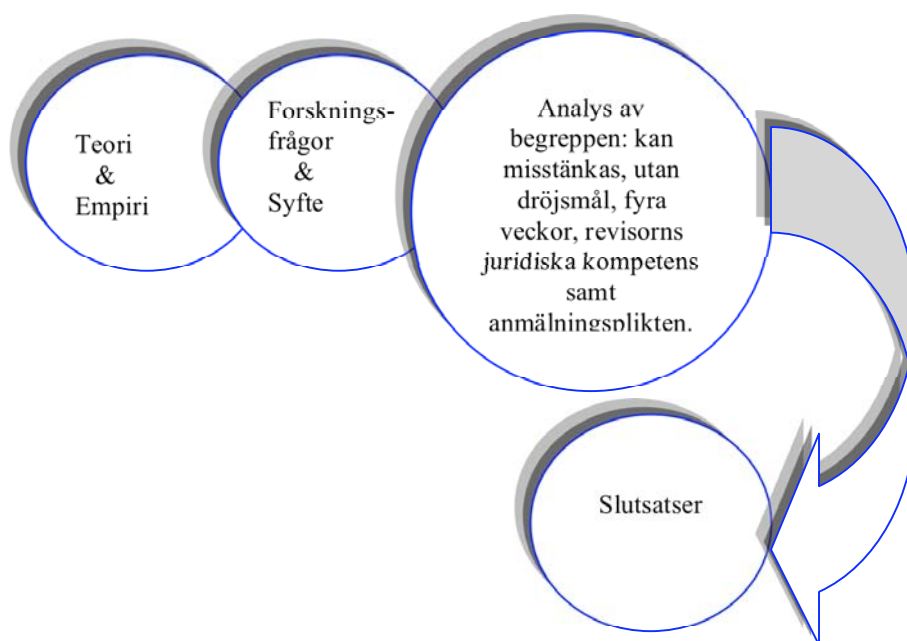 Teori
&
Empiri
Forsknings-
frågor
&
Syfte
Analys av
begreppen: kan
misstänkas, utan
dröjsmål, fyra
veckor, revisorns
juridiska kompetens
samt
anmälningsplikten.
Slutsatser